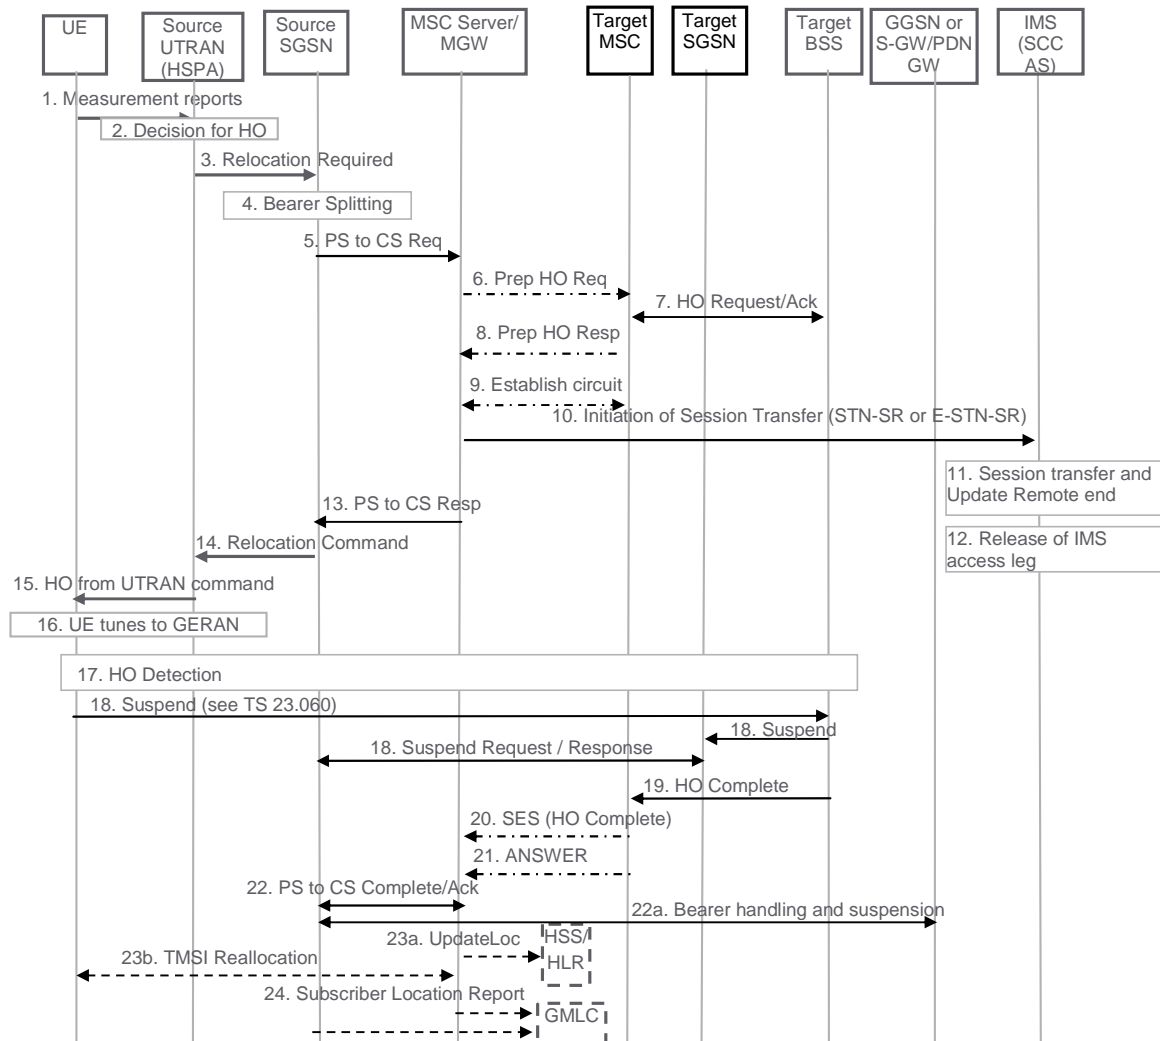 UE
Source
UTRAN
(HSPA)
Source
SGSN
MSC Server/
MGW
Target
MSC
Target
SGSN
Target
BSS
GGSN or
S-GW/PDN
GW
IMS
(SCC
AS)
1. Measurement reports
2. Decision for HO
3. Relocation Required
4. Bearer Splitting
5. PS to CS Req
6. Prep HO Req
7. HO Request/Ack
8. Prep HO Resp
9. Establish circuit
10. Initiation of Session Transfer (STN-SR or E-STN-SR)
11. Session transfer and
Update Remote end
13. PS to CS Resp
12. Release of IMS
access leg
14. Relocation Command
15. HO from UTRAN command
16. UE tunes to GERAN
17. HO Detection
18. Suspend (see TS 23.060)
18. Suspend
18. Suspend Request / Response
19. HO Complete
20. SES (HO Complete)
21. ANSWER
22. PS to CS Complete/Ack
22a. Bearer handling and suspension
23a. UpdateLoc
HSS/
HLR
23b. TMSI Reallocation
24. Subscriber Location Report
GMLC